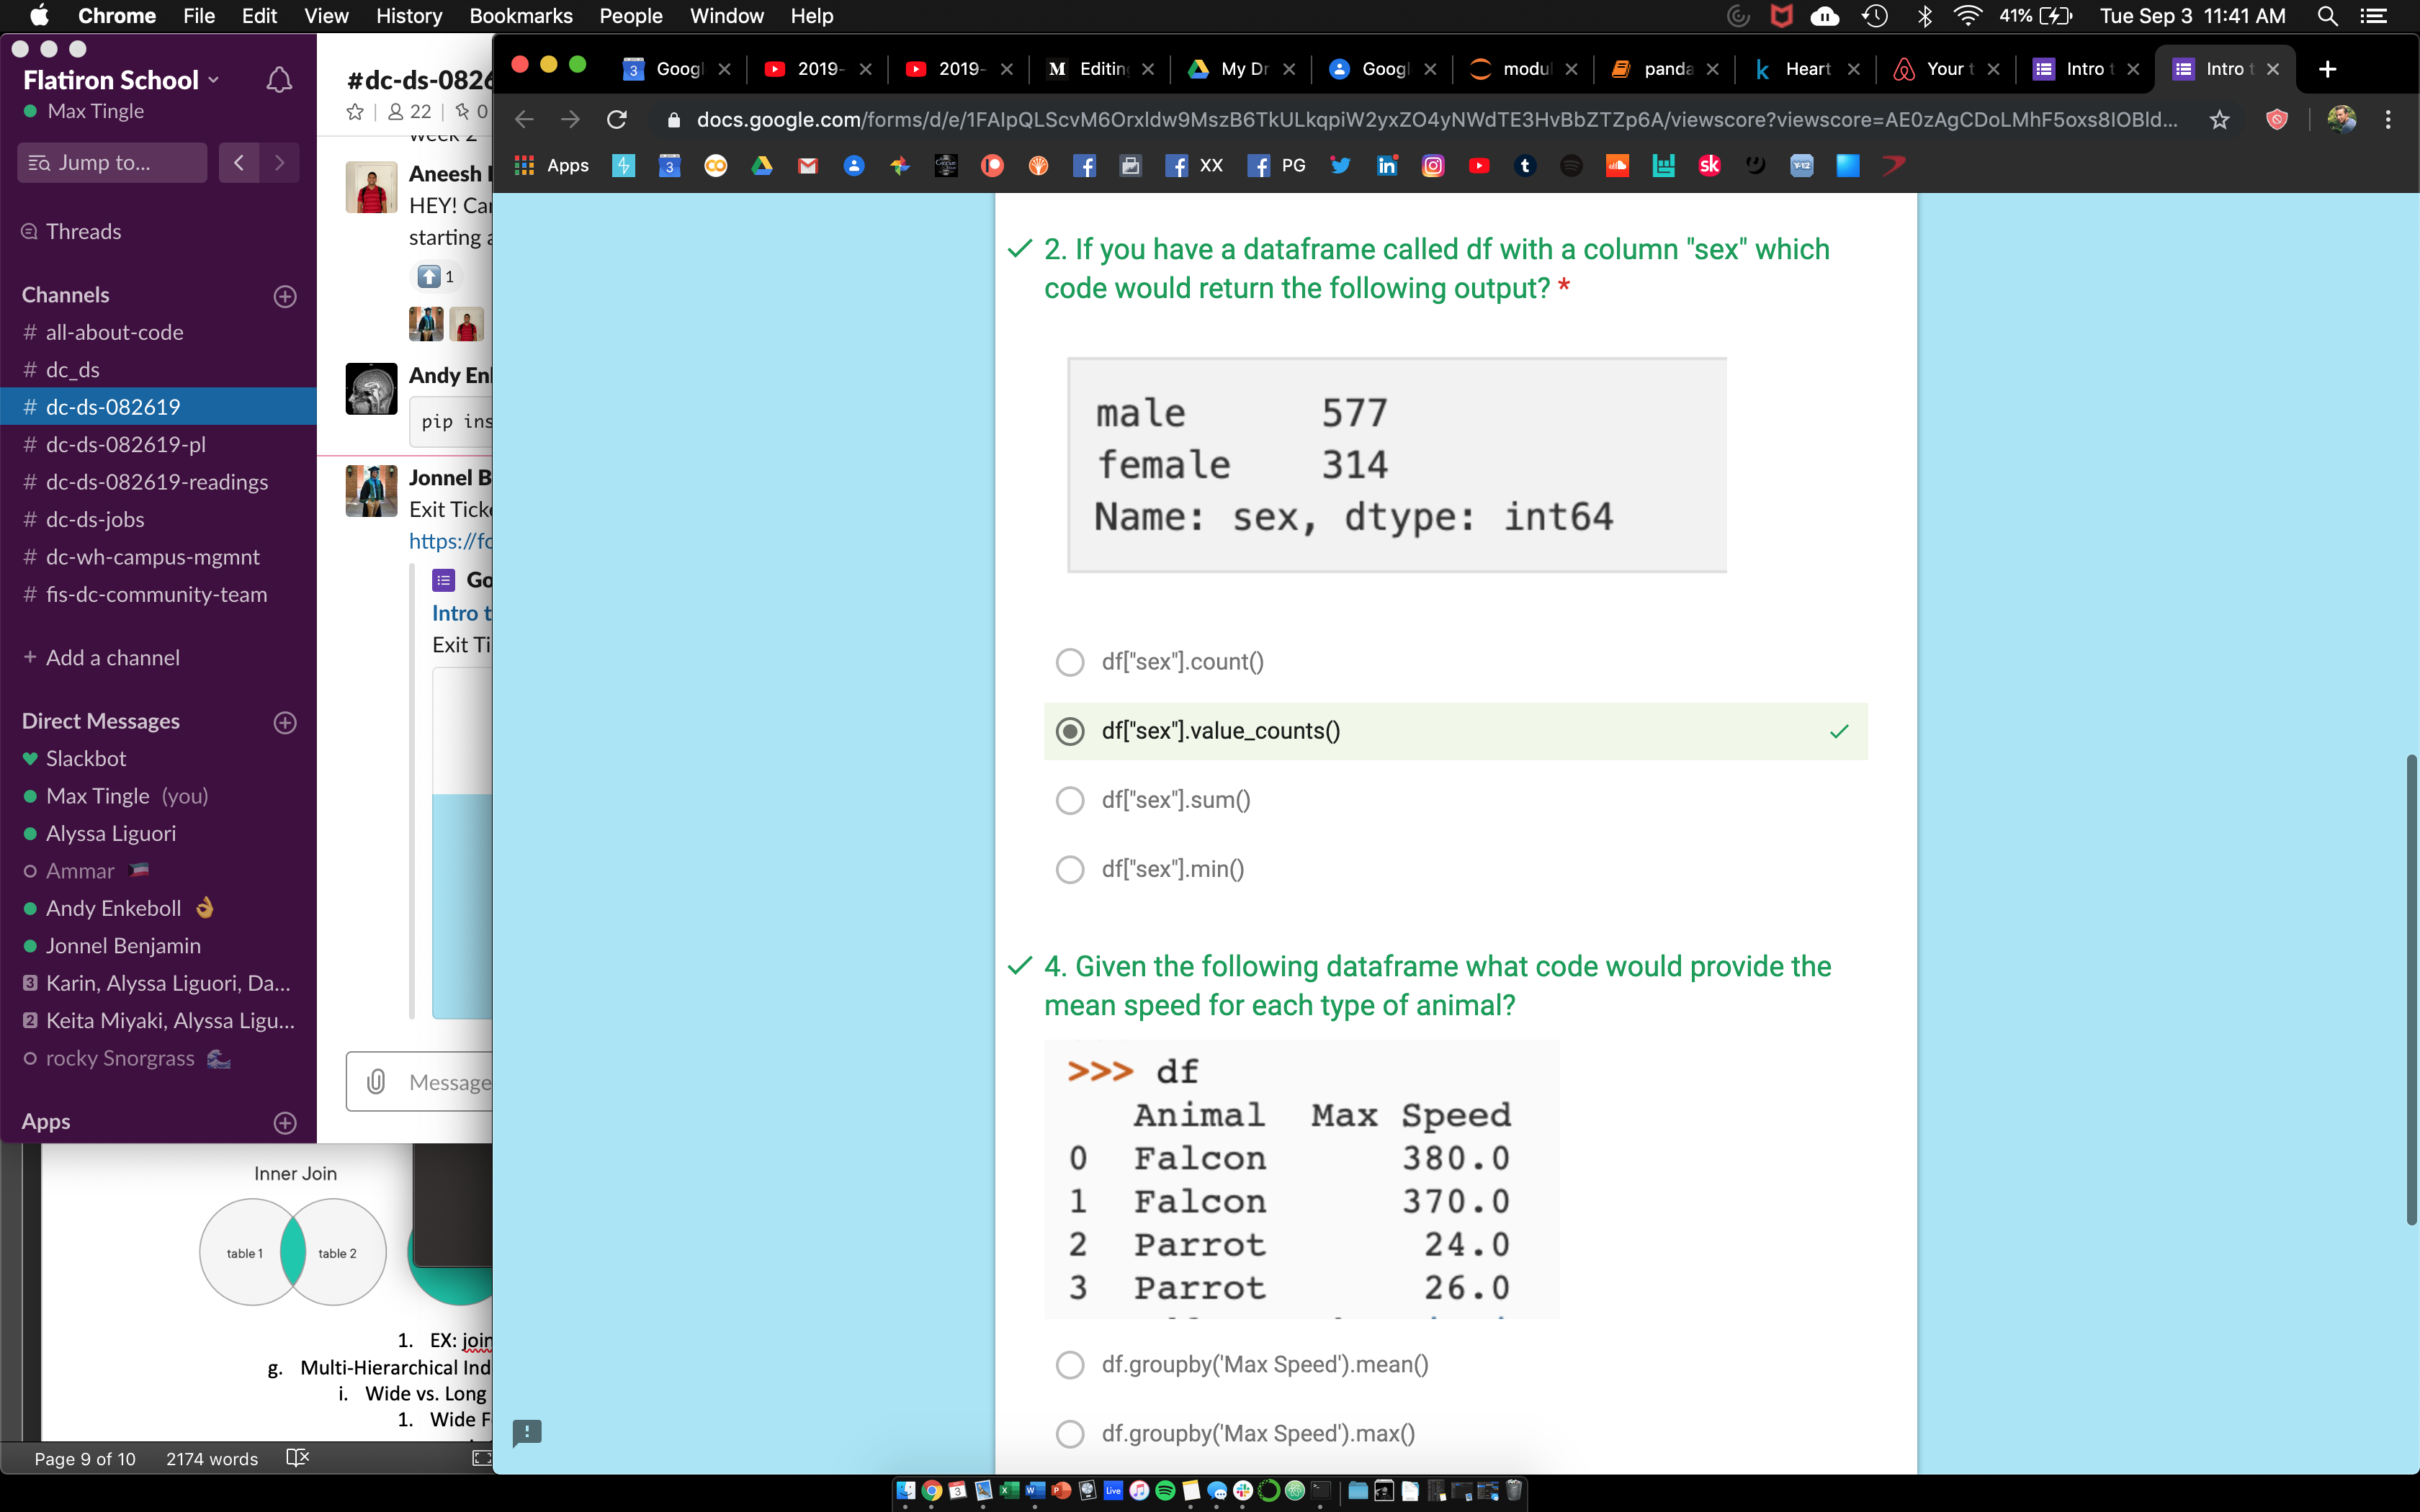 Chrome File Edit View History Bookmarks People Window Help 41% Tue Sep 3 11:41 AM
Flatiron School
Max Tingle
Jump to...
Threads
Channels
# all-about-code
# dc_ds
# dc-ds-082619
# dc-ds-082619-pl
# dc-ds-082619-readings
# dc-ds-jobs
# dc-wh-campus-mgmnt
# fis-dc-community-team
+ Add a channel
Direct Messages
Slackbot
Max Tingle (you)
Alyssa Liguori
Ammar
Andy Enkeboll
Jonnel Benjamin
3 Karin, Alyssa Liguori, Da...
2 Keita Miyaki, Alyssa Ligu...
rocky Snorgrass
Apps
#dc-ds-0826
22 0
Aneesh
HEY! Car
starting
1
Andy En
pip ins
Jonnel B
Exit Tick
https://fo
Go
Intro t
Exit Ti
Message
Inner Join
table 1 table 2
1. EX: join
g. Multi-Hierarchical Ind
i. Wide vs. Long
1. Wide F
Page 9 of 10 2174 words
Googl 2019- 2019- Editin My Dr Googl modu panda Heart Your t Intro t Intro t
docs.google.com/forms/d/e/1FAIpQLScvM6Orxldw9MszB6TkULkqpiW2yxZO4yNWdTE3HvBbZTZp6A/viewscore?viewscore=AE0zAgCDoLMhF5oxs8IOBld...
Apps 3 XX PG sk Y-12
2. If you have a dataframe called df with a column "sex" which
code would return the following output? *
male 577
female 314
Name: sex, dtype: int64
df["sex"].count()
df["sex"].value_counts()
df["sex"].sum()
df["sex"].min()
4. Given the following dataframe what code would provide the
mean speed for each type of animal?
>>> df
Animal Max Speed
0 Falcon 380.0
1 Falcon 370.0
2 Parrot 24.0
3 Parrot 26.0
df.groupby('Max Speed').mean()
df.groupby('Max Speed').max()
Live